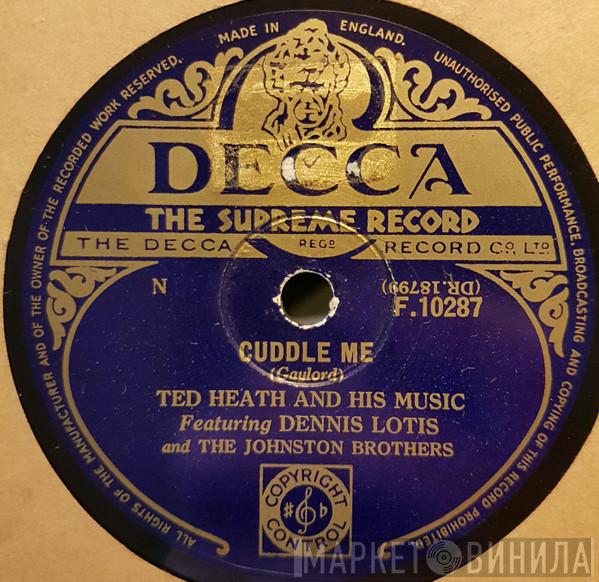 MADE IN ENGLAND.
ALL RIGHTS OF THE MANUFACTURER AND OF THE OWNER OF THE RECORDED WORK RESERVED.
UNAUTHORISED PUBLIC PERFORMANCE, BROADCASTING AND COPYING OF THIS RECORD PROHIBITED.
DECCA
THE SUPREME RECORD
THE DECCA REGD RECORD CO. LTD.
N
(DR.18799)
F.10287
CUDDLE ME
(Gaylord)
TED HEATH AND HIS MUSIC
Featuring DENNIS LOTIS
and THE JOHNSTON BROTHERS
COPYRIGHT
CONTROL
МАРКЕТ ВИНИЛА